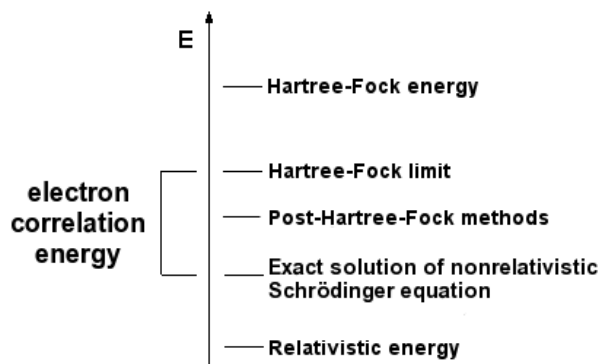 E
Hartree-Fock energy
Hartree-Fock limit
electron
correlation
energy
Post-Hartree-Fock methods
Exact solution of nonrelativistic
Schrödinger equation
Relativistic energy